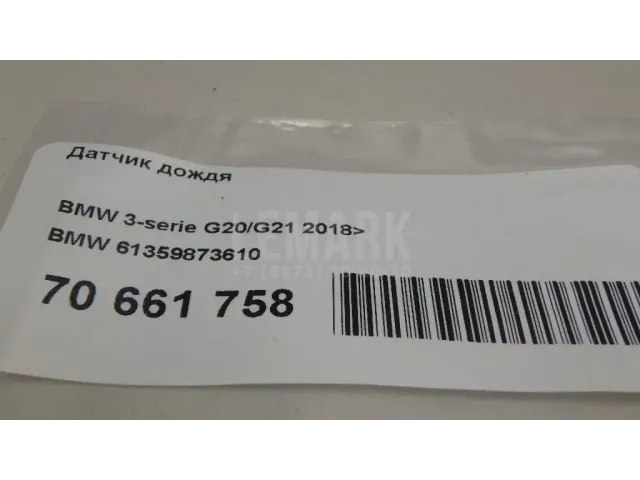 Датчик дождя
BMW 3-serie G20/G21 2018>
BMW 61359873610
70 661 758